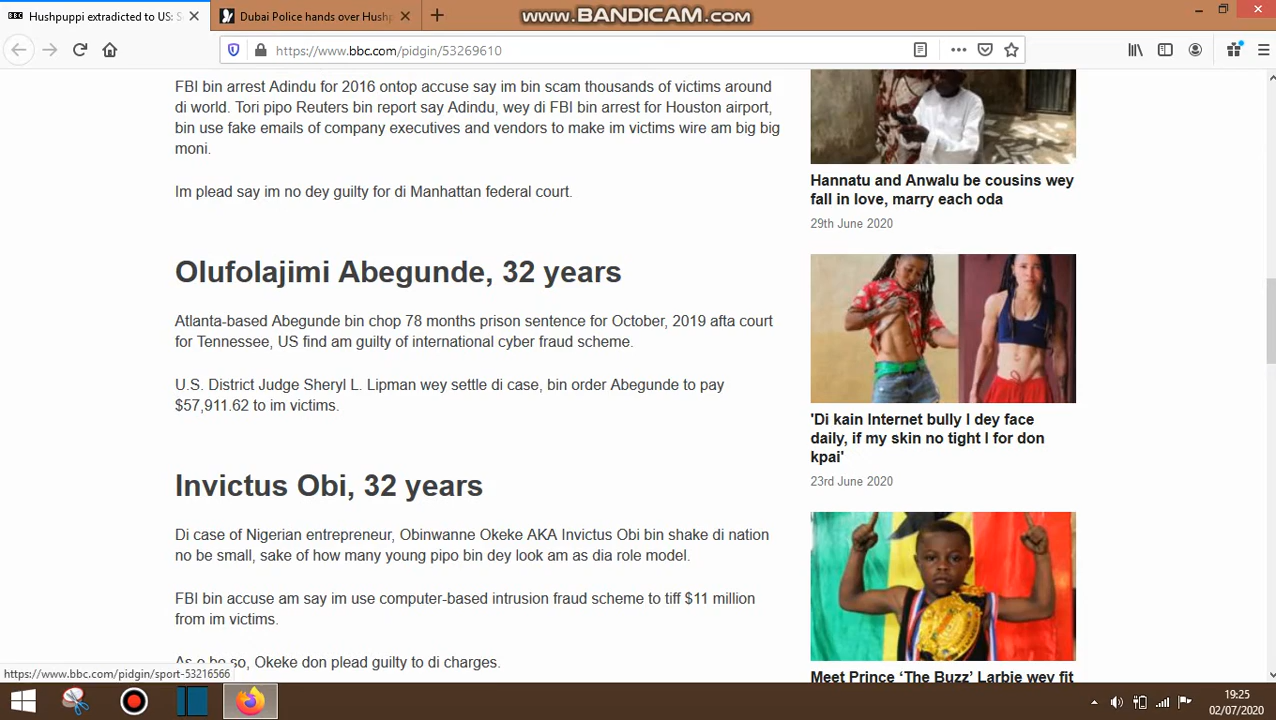 Hushpuppi extradicted to US: S
Dubai Police hands over Hushp
www.BANDICAM.com
https://www.bbc.com/pidgin/53269610
FBI bin arrest Adindu for 2016 ontop accuse say im bin scam thousands of victims around
di world. Tori pipo Reuters bin report say Adindu, wey di FBI bin arrest for Houston airport,
bin use fake emails of company executives and vendors to make im victims wire am big big
moni.
Im plead say im no dey guilty for di Manhattan federal court.
Olufolajimi Abegunde, 32 years
Atlanta-based Abegunde bin chop 78 months prison sentence for October, 2019 afta court
for Tennessee, US find am guilty of international cyber fraud scheme.
U.S. District Judge Sheryl L. Lipman wey settle di case, bin order Abegunde to pay
$57,911.62 to im victims.
Invictus Obi, 32 years
Di case of Nigerian entrepreneur, Obinwanne Okeke AKA Invictus Obi bin shake di nation
no be small, sake of how many young pipo bin dey look am as dia role model.
FBI bin accuse am say im use computer-based intrusion fraud scheme to tiff $11 million
from im victims.
As e be so, Okeke don plead guilty to di charges.
Hannatu and Anwalu be cousins wey
fall in love, marry each oda
29th June 2020
'Di kain Internet bully I dey face
daily, if my skin no tight I for don
kpai'
23rd June 2020
Meet Prince ‘The Buzz’ Larbie wey fit
https://www.bbc.com/pidgin/sport-53216566
19:25
02/07/2020